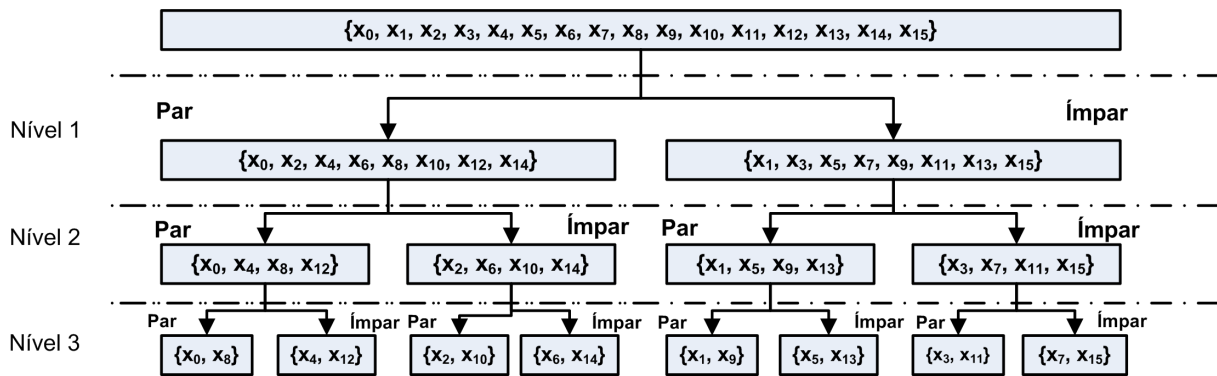 {x₀, x₁, x₂, x₃, x₄, x₅, x₆, x₇, x₈, x₉, x₁₀, x₁₁, x₁₂, x₁₃, x₁₄, x₁₅}
Par
Ímpar
Nível 1
{x₀, x₂, x₄, x₆, x₈, x₁₀, x₁₂, x₁₄}
{x₁, x₃, x₅, x₇, x₉, x₁₁, x₁₃, x₁₅}
Par
Ímpar
Par
Ímpar
Nível 2
{x₀, x₄, x₈, x₁₂}
{x₂, x₆, x₁₀, x₁₄}
{x₁, x₅, x₉, x₁₃}
{x₃, x₇, x₁₁, x₁₅}
Par
Ímpar
Par
Ímpar
Par
Ímpar
Par
Ímpar
Nível 3
{x₀, x₈}
{x₄, x₁₂}
{x₂, x₁₀}
{x₆, x₁₄}
{x₁, x₉}
{x₅, x₁₃}
{x₃, x₁₁}
{x₇, x₁₅}